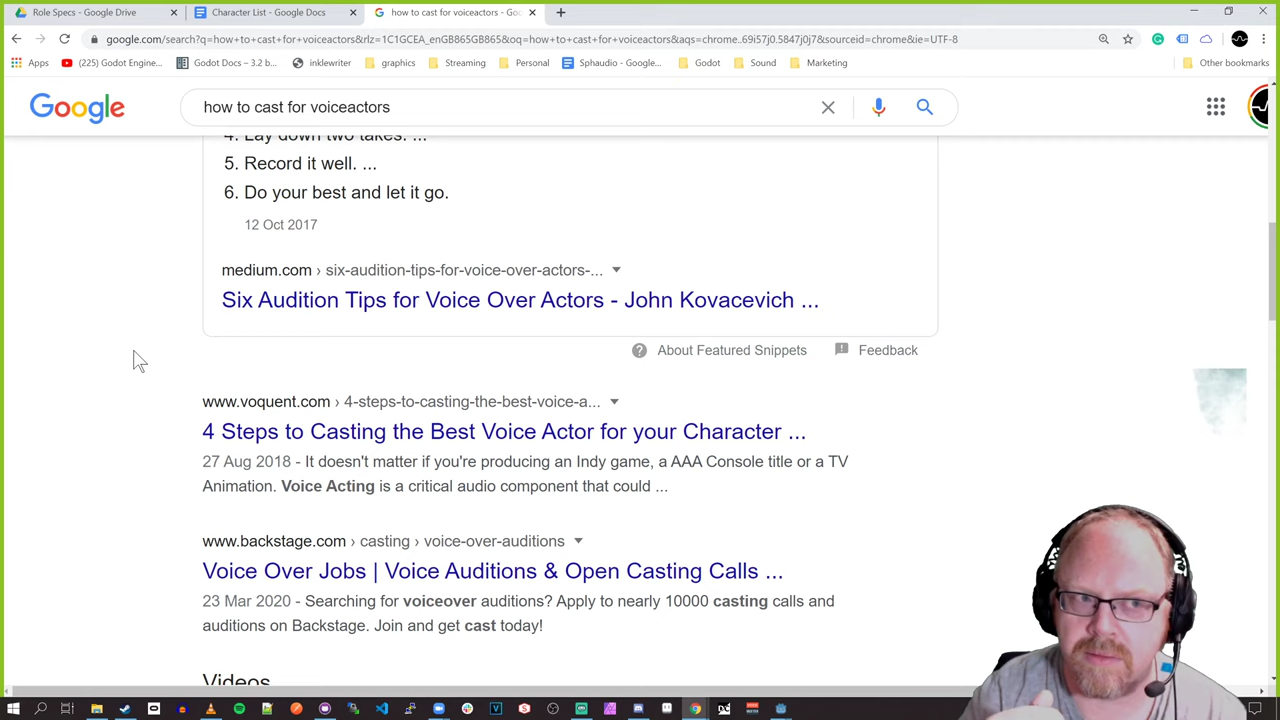 Role Specs - Google Drive
Character List - Google Docs
how to cast for voiceactors - Goo
google.com/search?q=how+to+cast+for+voiceactors&rlz=1C1GCEA_enGB865GB865&oq=how+to+cast+for+voiceactors&aqs=chrome..69i57j0.5847j0j7&sourceid=chrome&ie=UTF-8
Apps
(225) Godot Engine...
Godot Docs – 3.2 b...
inklewriter
graphics
Streaming
Personal
Sphaudio - Google...
Godot
Sound
Marketing
Other bookmarks
Google
how to cast for voiceactors
4. Lay down two takes. ...
5. Record it well. ...
6. Do your best and let it go.
12 Oct 2017
medium.com › six-audition-tips-for-voice-over-actors-...
Six Audition Tips for Voice Over Actors - John Kovacevich ...
About Featured Snippets
Feedback
www.voquent.com › 4-steps-to-casting-the-best-voice-a...
4 Steps to Casting the Best Voice Actor for your Character ...
27 Aug 2018 - It doesn't matter if you're producing an Indy game, a AAA Console title or a TV
Animation. Voice Acting is a critical audio component that could ...
www.backstage.com › casting › voice-over-auditions
Voice Over Jobs | Voice Auditions & Open Casting Calls ...
23 Mar 2020 - Searching for voiceover auditions? Apply to nearly 10000 casting calls and
auditions on Backstage. Join and get cast today!
Videos